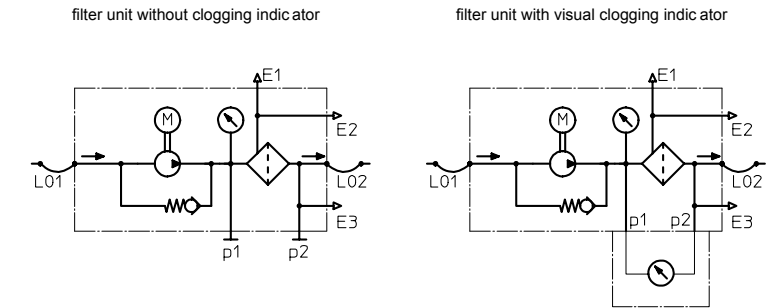 filter unit without clogging indicator
filter unit with visual clogging indicator
E1
M
E2
L01
L02
E3
p1
p2
E1
M
E2
L01
L02
p1
p2
E3